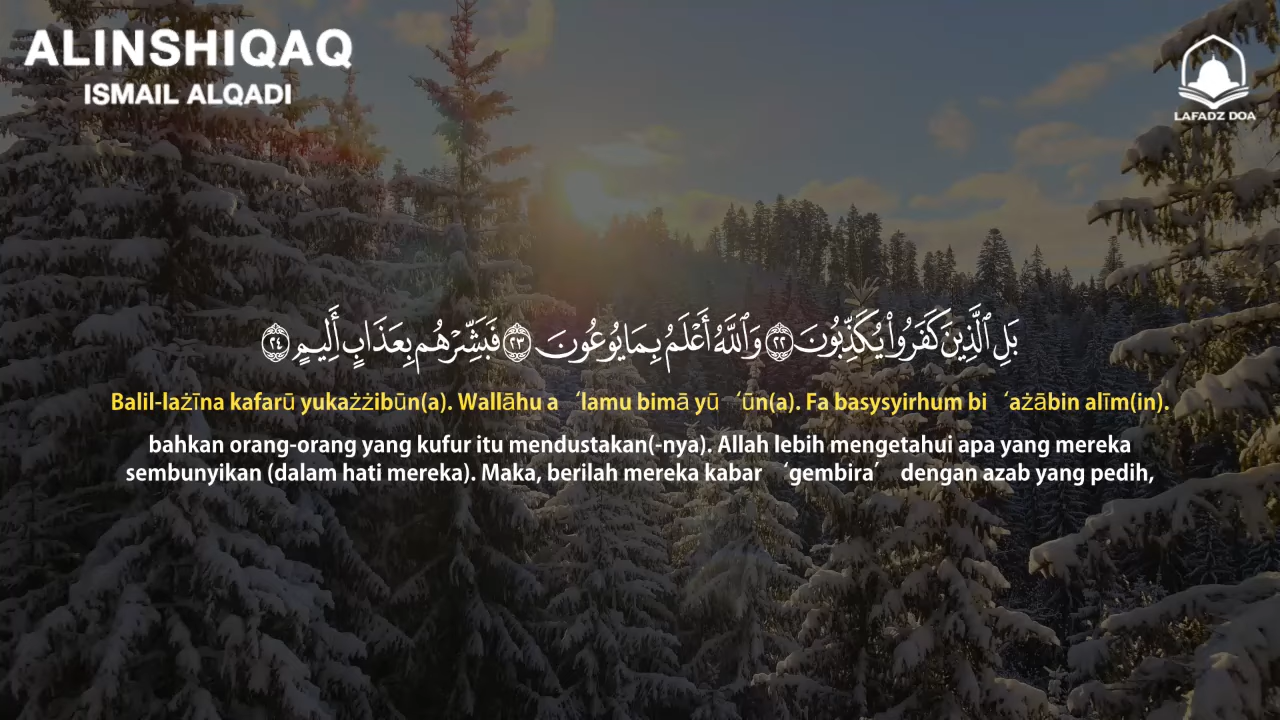 ALINSHIQAQ
ISMAIL ALQADI
LAFADZ DOA
بَلِ ٱلَّذِينَ كَفَرُوا۟ يُكَذِّبُونَ ٢٢ وَٱللَّهُ أَعْلَمُ بِمَا يُوعُونَ ٢٣ فَبَشِّرْهُم بِعَذَابٍ أَلِيمٍ ٢٤
Balil-lażīna kafarū yukażżibūn(a). Wallāhu a‘lamu bimā yū‘ūn(a). Fa basysyirhum bi‘ażābin alīm(in).
bahkan orang-orang yang kufur itu mendustakan(-nya). Allah lebih mengetahui apa yang mereka
sembunyikan (dalam hati mereka). Maka, berilah mereka kabar ‘gembira’ dengan azab yang pedih,